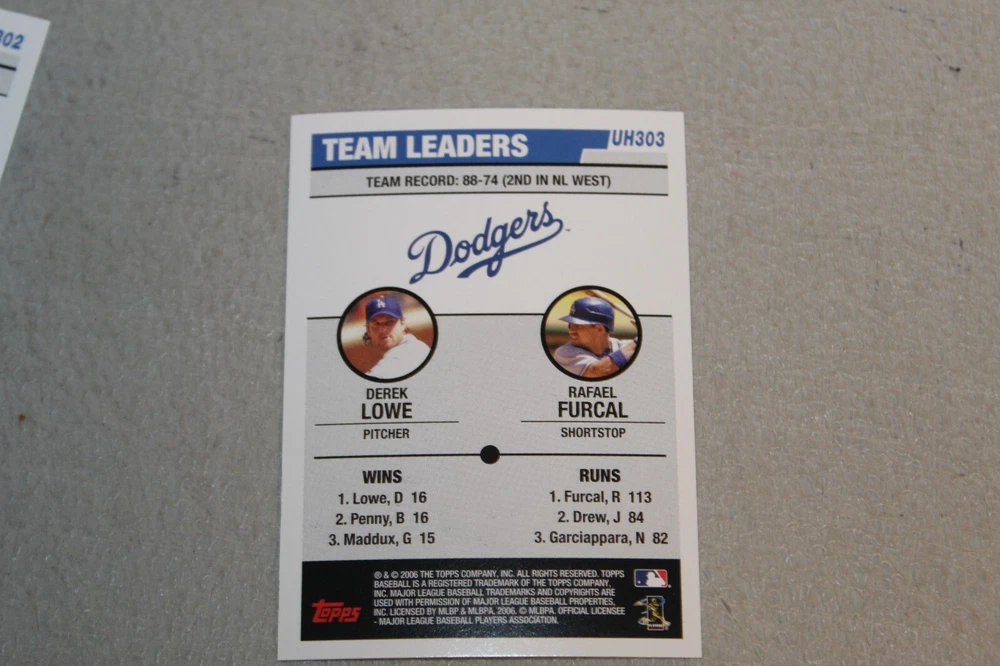 302
TEAM LEADERS
UH303
TEAM RECORD: 88-74 (2ND IN NL WEST)
Dodgers
LA
DEREK
LOWE
PITCHER
RAFAEL
FURCAL
SHORTSTOP
WINS
1. Lowe, D 16
2. Penny, B 16
3. Maddux, G 15
RUNS
1. Furcal, R 113
2. Drew, J 84
3. Garciappara, N 82
® & © 2006 THE TOPPS COMPANY, INC. ALL RIGHTS RESERVED. TOPPS
BASEBALL IS A REGISTERED TRADEMARK OF THE TOPPS COMPANY,
INC. MAJOR LEAGUE BASEBALL TRADEMARKS AND COPYRIGHTS ARE
USED WITH PERMISSION OF MAJOR LEAGUE BASEBALL PROPERTIES,
INC. LICENSED BY MLBP & MLBPA, 2006. © MLBPA. OFFICIAL LICENSEE
- MAJOR LEAGUE BASEBALL PLAYERS ASSOCIATION.
topps